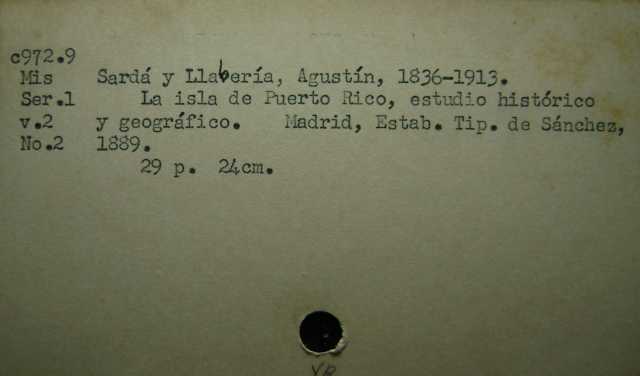 c972.9
Mis Sardá y Llabería, Agustín, 1836-1913.
Ser.1 La isla de Puerto Rico, estudio histórico
v.2 y geográfico. Madrid, Estab. Tip. de Sánchez,
No.2 1889.
29 p. 24cm.